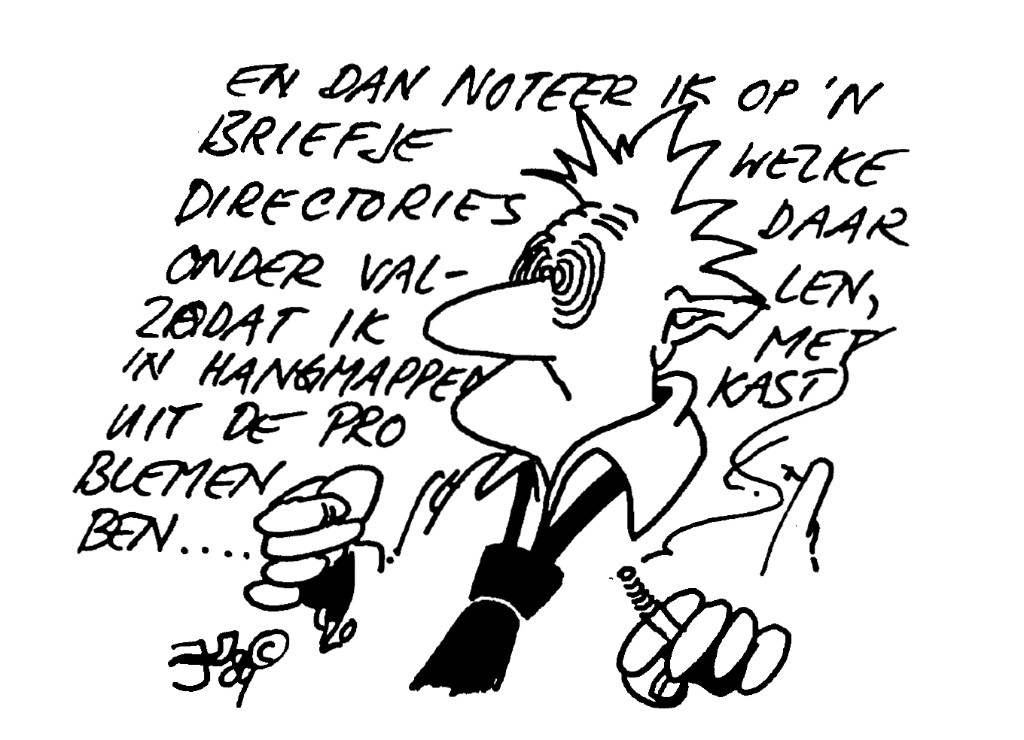 EN DAN NOTEER IK OP 'N
BRIEFJE WELKE
DIRECTORIES DAAR
ONDER VAL- LEN,
ZODAT IK MET
IN HANGMAPPEN KAST
UIT DE PRO
BLEMEN
BEN....